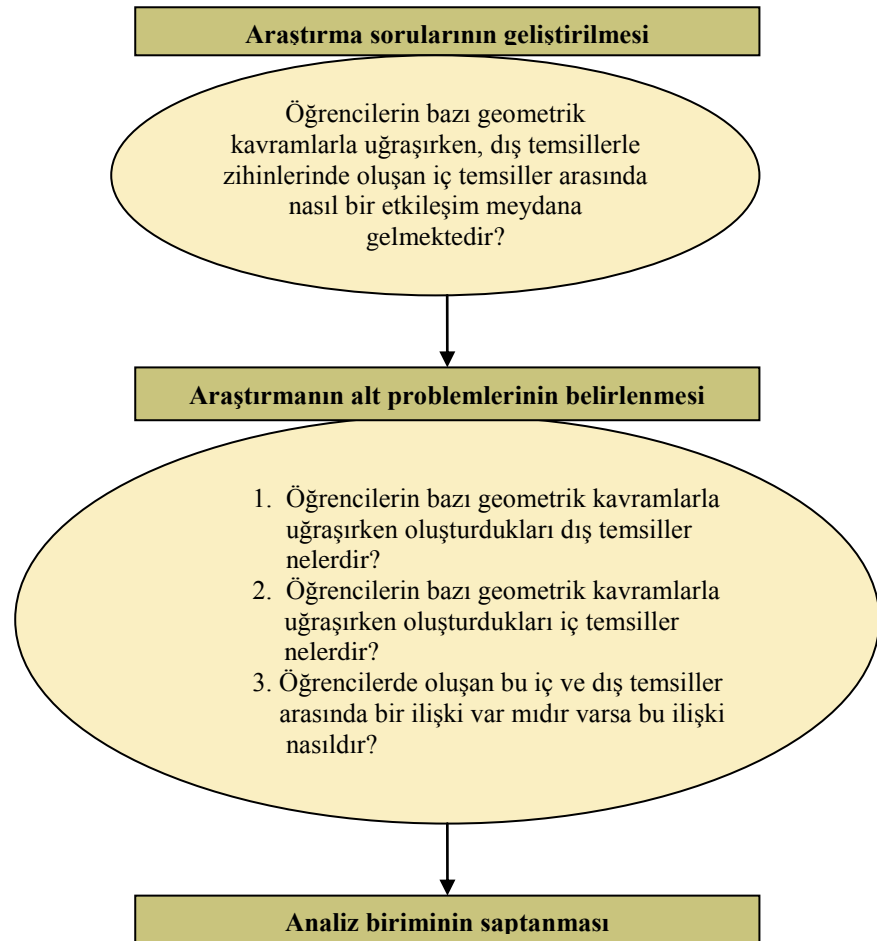 Araştırma sorularının geliştirilmesi
Öğrencilerin bazı geometrik
kavramlarla uğraşırken, dış temsillerle
zihinlerinde oluşan iç temsiller arasında
nasıl bir etkileşim meydana
gelmektedir?
Araştırmanın alt problemlerinin belirlenmesi
1. Öğrencilerin bazı geometrik kavramlarla
uğraşırken oluşturdukları dış temsiller
nelerdir?
2. Öğrencilerin bazı geometrik kavramlarla
uğraşırken oluşturdukları iç temsiller
nelerdir?
3. Öğrencilerde oluşan bu iç ve dış temsiller
arasında bir ilişki var mıdır varsa bu ilişki
nasıldır?
Analiz biriminin saptanması